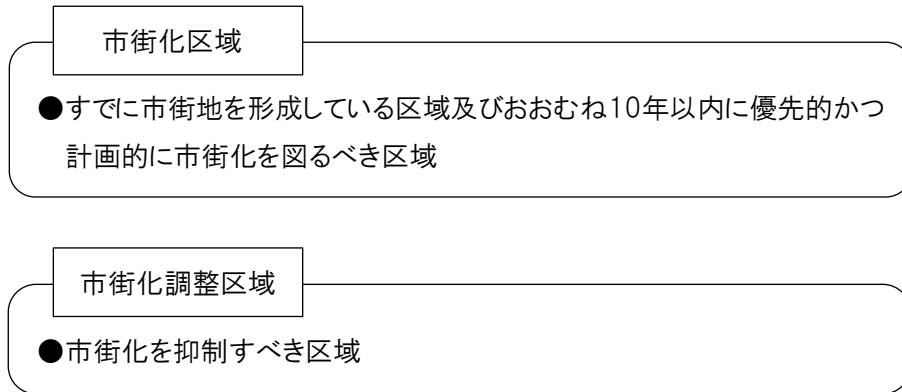 市街化区域
●すでに市街地を形成している区域及びおおむね10年以内に優先的かつ
計画的に市街化を図るべき区域
市街化調整区域
●市街化を抑制すべき区域